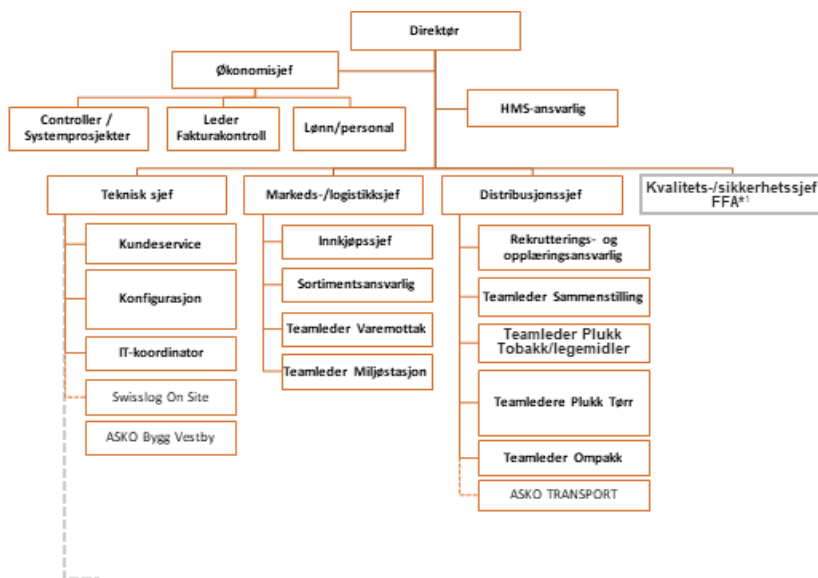 Direktør
Økonomisjef
Controller /
Systemprosjekter
Leder
Fakturakontroll
Lønn/personal
HMS-ansvarlig
Teknisk sjef
Markeds-/logistikksjef
Distribusjonssjef
Kvalitets-/sikkerhetssjef
FFA*¹
Kundeservice
Konfigurasjon
IT-koordinator
Swisslog On Site
ASKO Bygg Vestby
Innkjøpssjef
Sortimentsansvarlig
Teamleder Varemottak
Teamleder Miljøstasjon
Rekrutterings- og
opplæringsansvarlig
Teamleder Sammenstilling
Teamleder Plukk
Tobakk/legemidler
Teamledere Plukk Tørr
Teamleder Ompakk
ASKO TRANSPORT